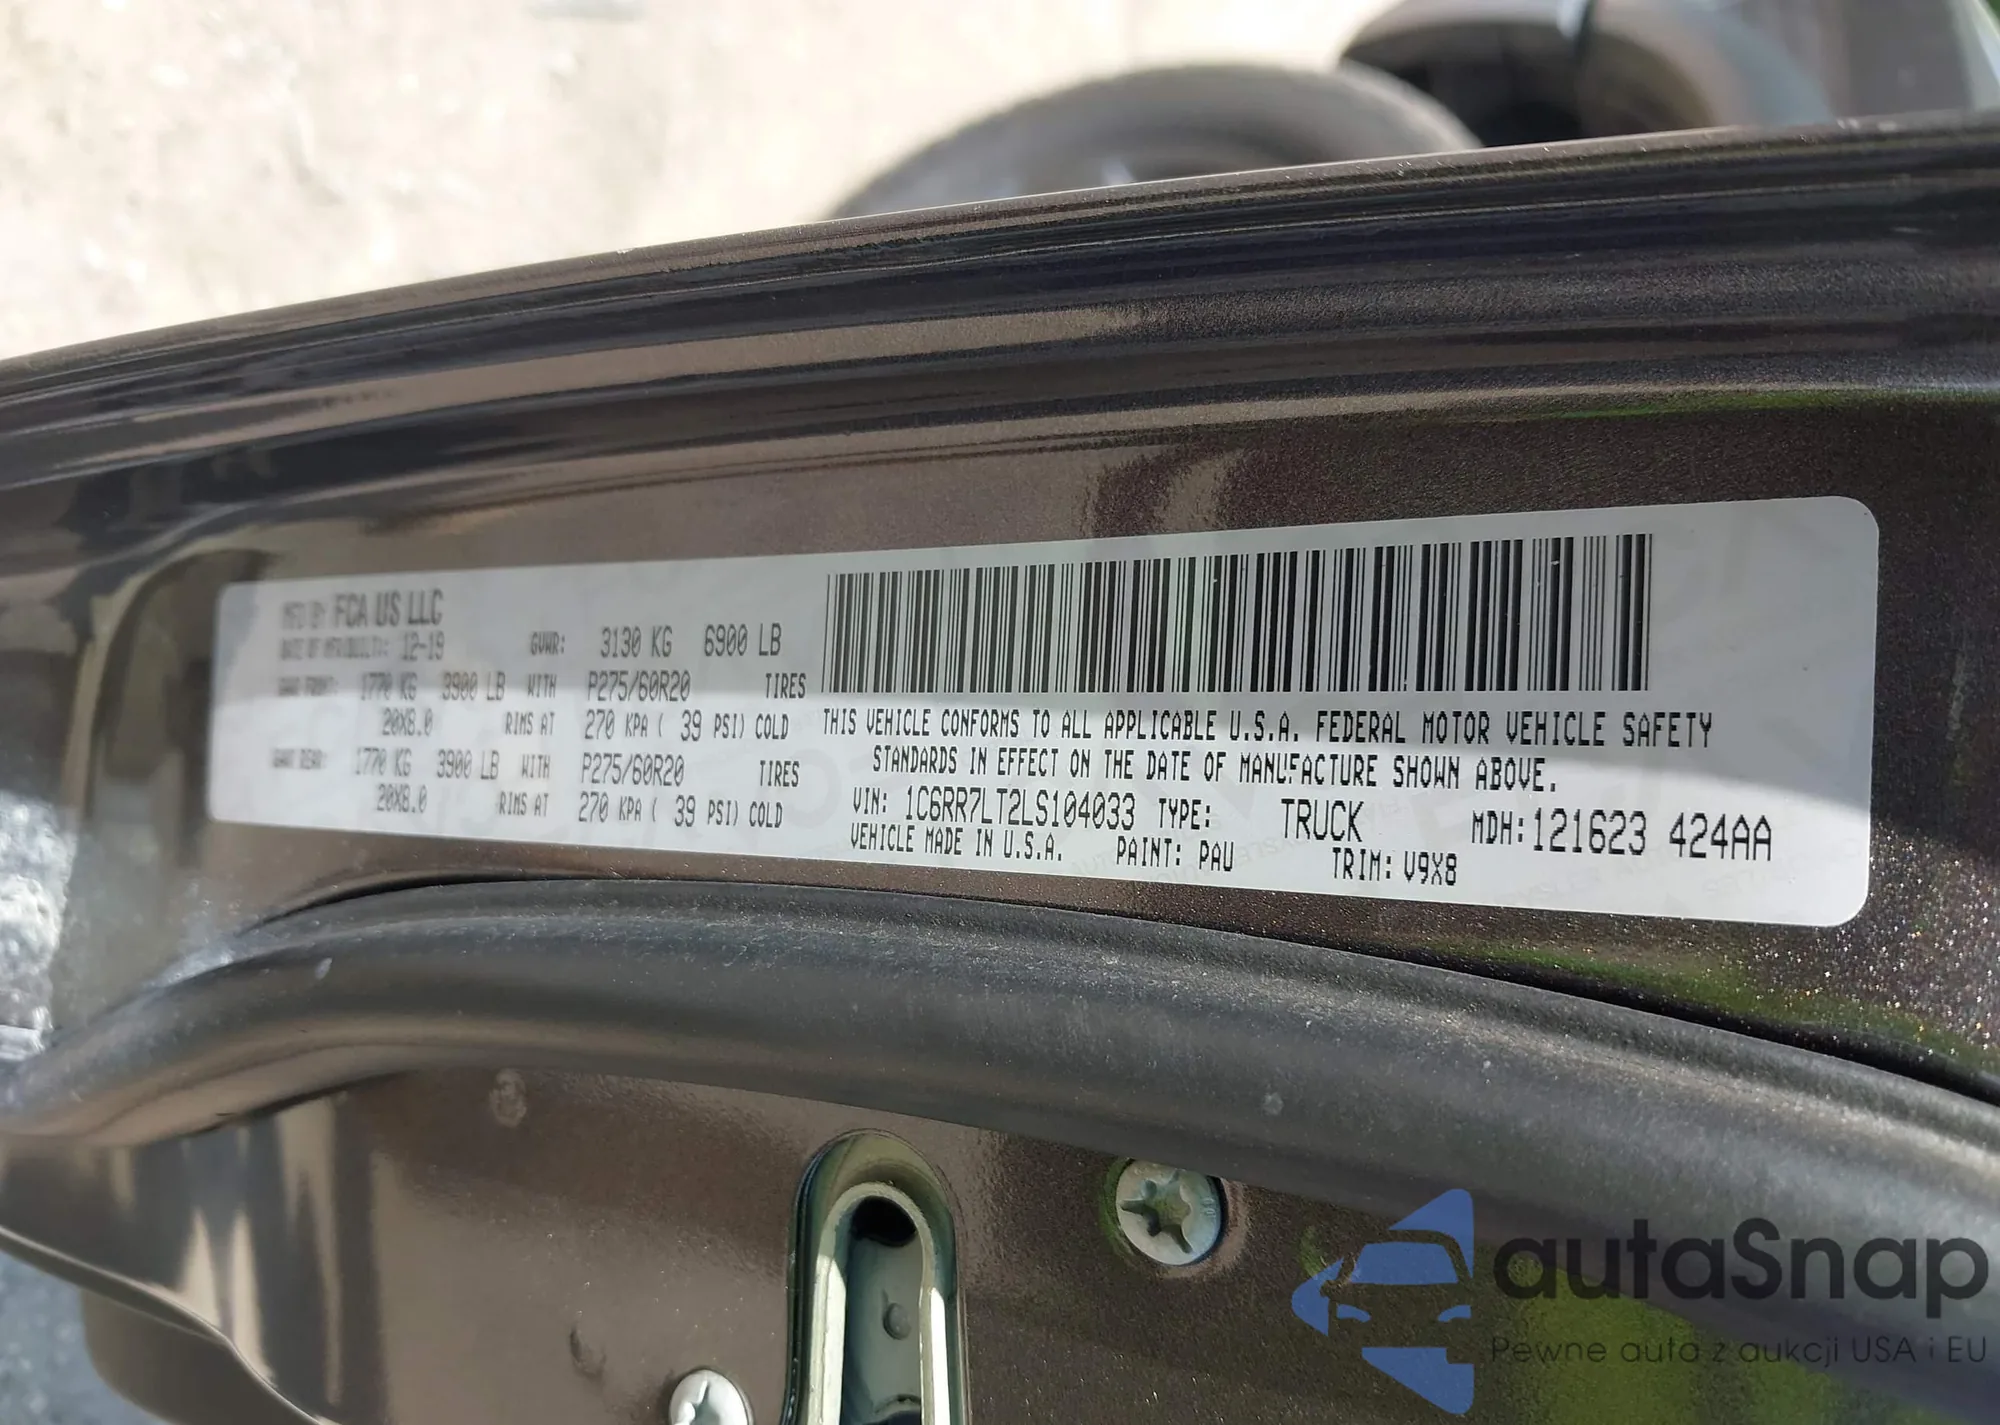 MFD BY FCA US LLC
DATE OF MFR/BUILT: 12-19 GVWR: 3130 KG 6900 LB
GAWR FRONT: 1770 KG 3900 LB WITH P275/60R20 TIRES
20X8.0 RIMS AT 270 KPA ( 39 PSI) COLD
GAWR REAR: 1770 KG 3900 LB WITH P275/60R20 TIRES
20X8.0 RIMS AT 270 KPA ( 39 PSI) COLD
THIS VEHICLE CONFORMS TO ALL APPLICABLE U.S.A. FEDERAL MOTOR VEHICLE SAFETY
STANDARDS IN EFFECT ON THE DATE OF MANUFACTURE SHOWN ABOVE.
VIN: 1C6RR7LT2LS104033 TYPE: TRUCK MDH: 121623 424AA
VEHICLE MADE IN U.S.A. PAINT: PAU TRIM: V9X8
autaSnap
Pewne auta z aukcji USA i EU